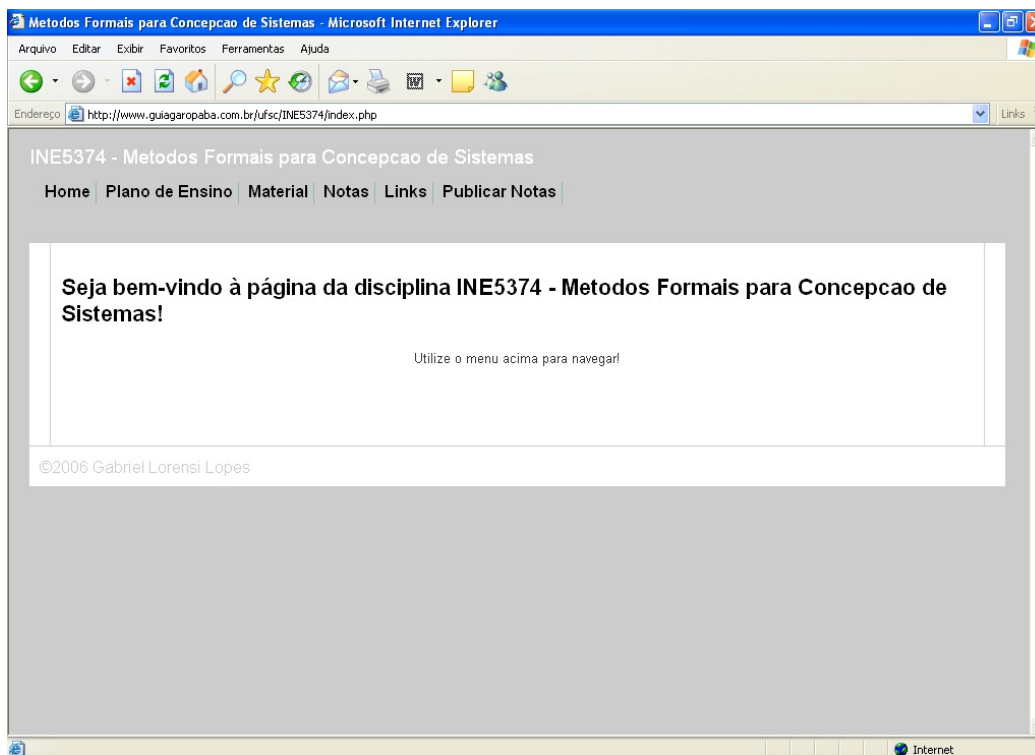 Metodos Formais para Concepcao de Sistemas - Microsoft Internet Explorer
Arquivo Editar Exibir Favoritos Ferramentas Ajuda
Endereço http://www.guiagaropaba.com.br/ufsc/INE5374/index.php Links
INE5374 - Metodos Formais para Concepcao de Sistemas
Home Plano de Ensino Material Notas Links Publicar Notas
Seja bem-vindo à página da disciplina INE5374 - Metodos Formais para Concepcao de
Sistemas!
Utilize o menu acima para navegar!
©2006 Gabriel Lorensi Lopes
Internet